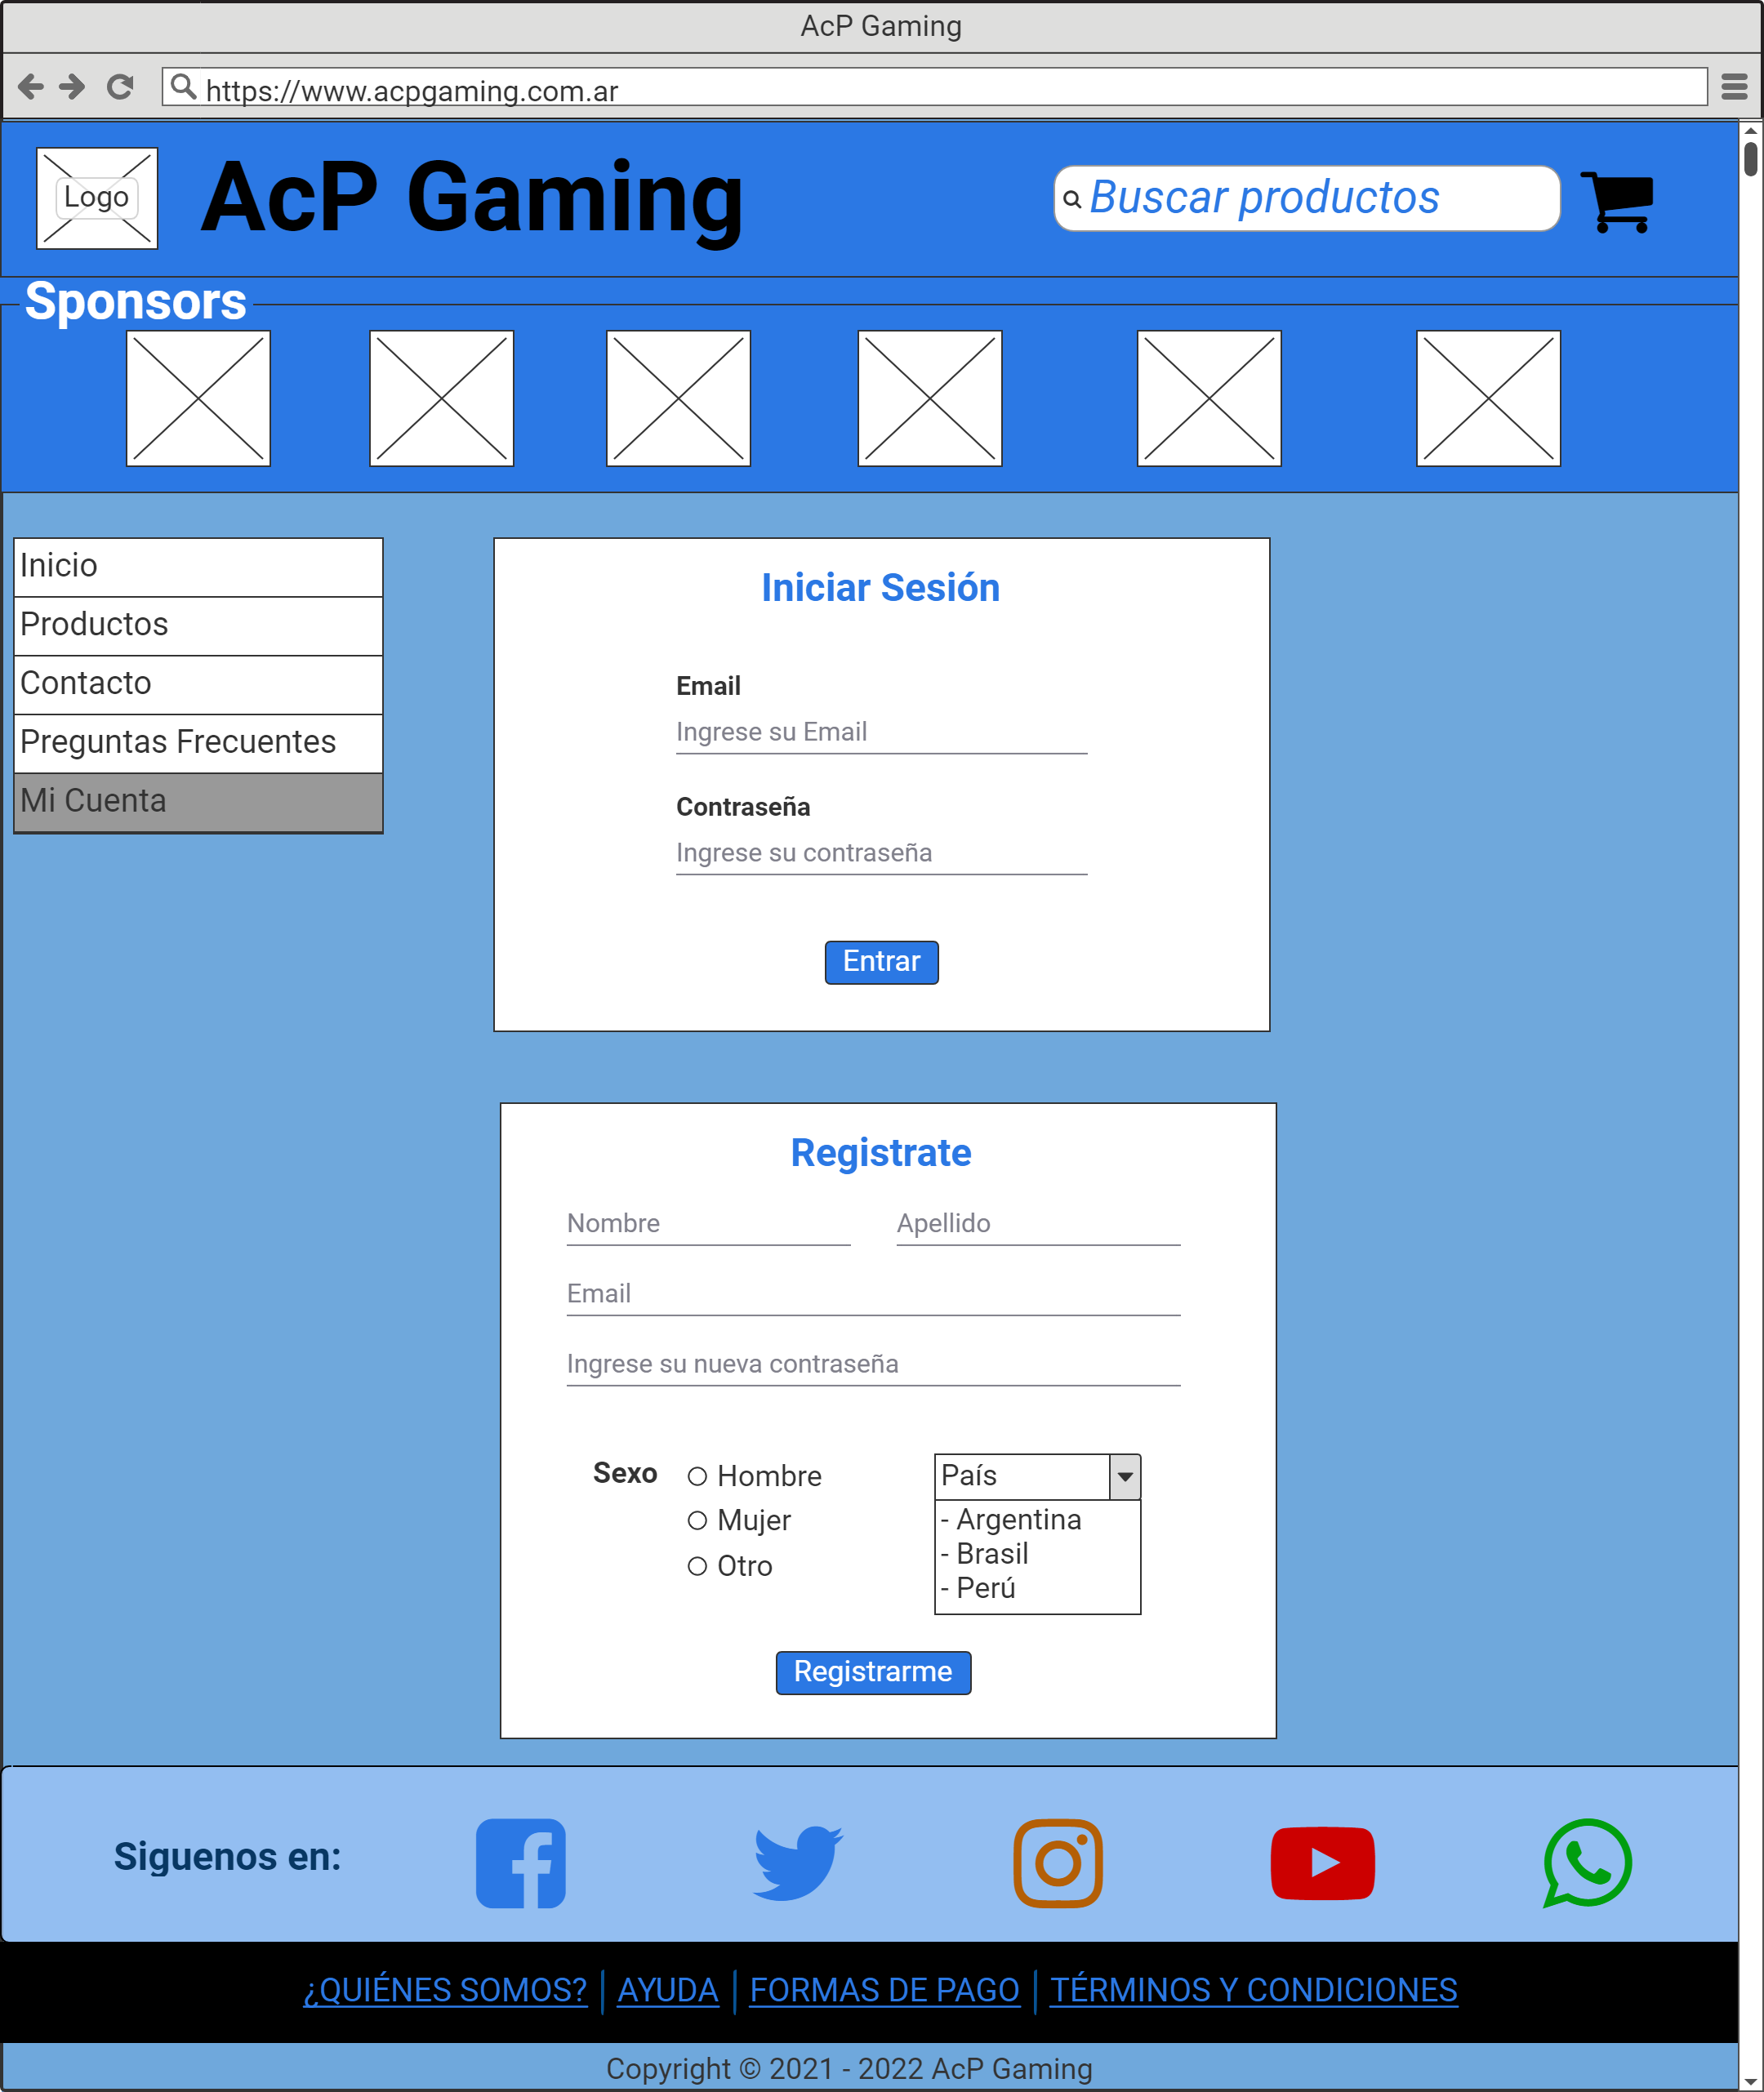 AcP Gaming
https://www.acpgaming.com.ar
Logo
AcP Gaming
Buscar productos
Sponsors
Inicio
Productos
Contacto
Preguntas Frecuentes
Mi Cuenta
Iniciar Sesión
Email
Ingrese su Email
Contraseña
Ingrese su contraseña
Entrar
Registrate
Nombre Apellido
Email
Ingrese su nueva contraseña
Sexo
Hombre
Mujer
Otro
País
- Argentina
- Brasil
- Perú
Registrarme
Siguenos en:
¿QUIÉNES SOMOS? | AYUDA | FORMAS DE PAGO | TÉRMINOS Y CONDICIONES
Copyright © 2021 - 2022 AcP Gaming